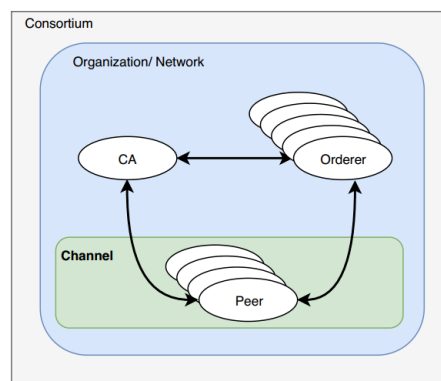 Consortium
Organization/ Network
CA
Orderer
Channel
Peer